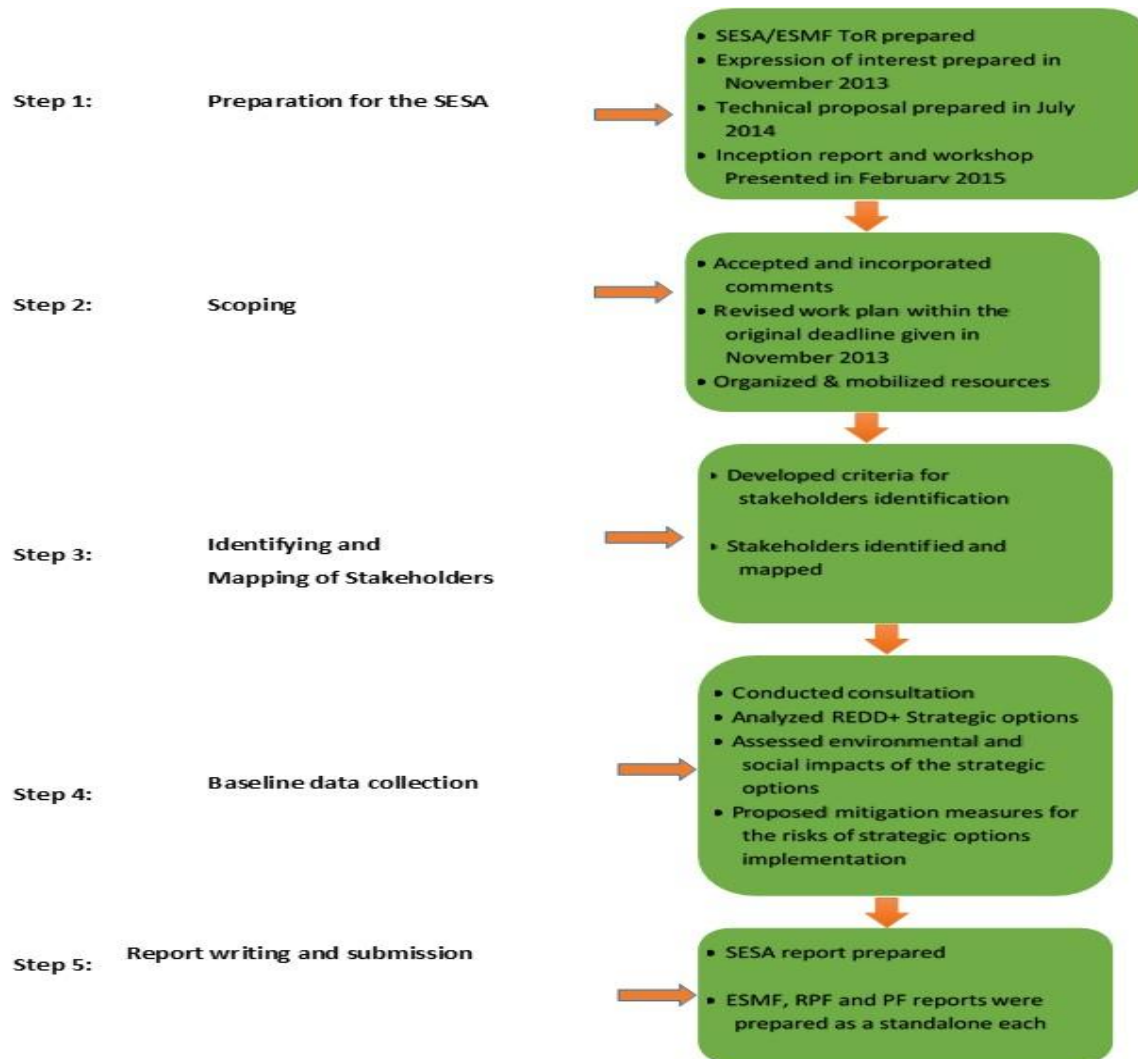 Step 1:
Preparation for the SESA
• SESA/ESMF ToR prepared
• Expression of interest prepared in
November 2013
• Technical proposal prepared in July
2014
• Inception report and workshop
Presented in February 2015
Step 2:
Scoping
• Accepted and incorporated
comments
• Revised work plan within the
original deadline given in
November 2013
• Organized & mobilized resources
Step 3:
Identifying and
Mapping of Stakeholders
• Developed criteria for
stakeholders identification
• Stakeholders identified and
mapped
Step 4:
Baseline data collection
• Conducted consultation
• Analyzed REDD+ Strategic options
• Assessed environmental and
social impacts of the strategic
options
• Proposed mitigation measures for
the risks of strategic options
implementation
Step 5:
Report writing and submission
• SESA report prepared
• ESMF, RPF and PF reports were
prepared as a standalone each